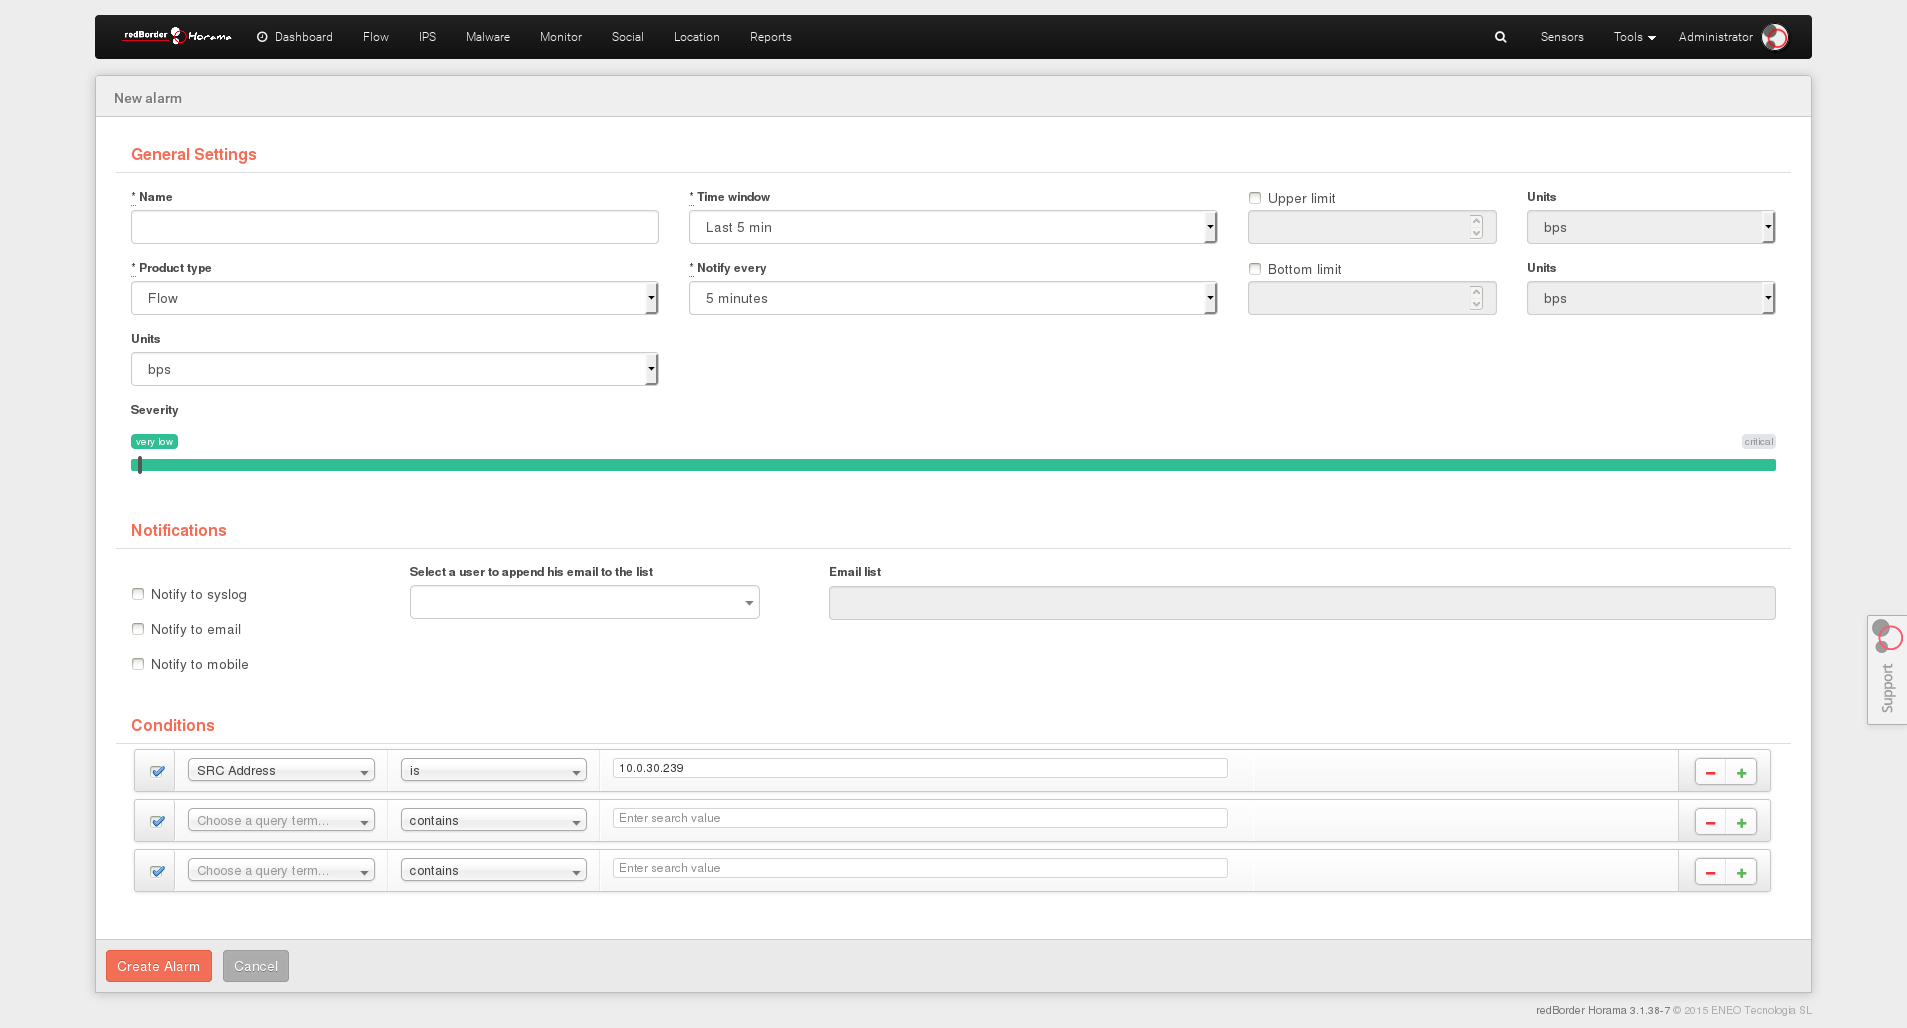 redBorder Horama Dashboard Flow IPS Malware Monitor Social Location Reports Sensors Tools Administrator
New alarm
General Settings
* Name * Time window Upper limit Units
Last 5 min bps
* Product type * Notify every Bottom limit Units
Flow 5 minutes bps
Units
bps
Severity
very low critical
Notifications
Select a user to append his email to the list Email list
Notify to syslog
Notify to email
Notify to mobile
Support
Conditions
SRC Address is 10.0.30.239
Choose a query term... contains Enter search value
Choose a query term... contains Enter search value
Create Alarm Cancel
redBorder Horama 3.1.38-7 © 2015 ENEO Tecnología SL